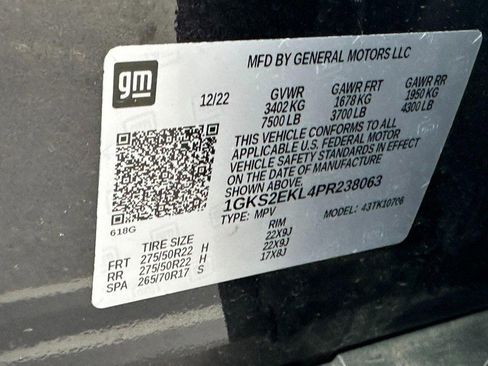 gm
MFD BY GENERAL MOTORS LLC
12/22 GVWR GAWR FRT GAWR RR
3402 KG 1678 KG 1950 KG
7500 LB 3700 LB 4300 LB
THIS VEHICLE CONFORMS TO ALL
APPLICABLE U.S. FEDERAL MOTOR
VEHICLE SAFETY STANDARDS IN EFFECT
ON THE DATE OF MANUFACTURE
SHOWN ABOVE.
1GKS2EKL4PR238063
TYPE: MPV MODEL: 43TK10706
618G
TIRE SIZE RIM
FRT 275/50R22 H 22X9J
RR 275/50R22 H 22X9J
SPA 265/70R17 S 17X8J